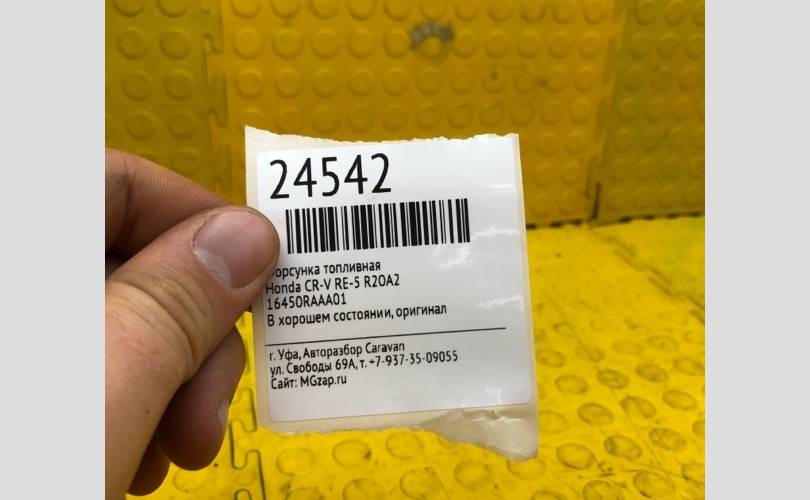 24542
топливная
Honda CR-V RE-5 R20A2
16450RAAA01
В хорошем состоянии, оригинал
г. Уфа, Авторазбор Caravan
ул. Свободы 69А, т. +7-937-35-09055
Сайт: MGzap.ru